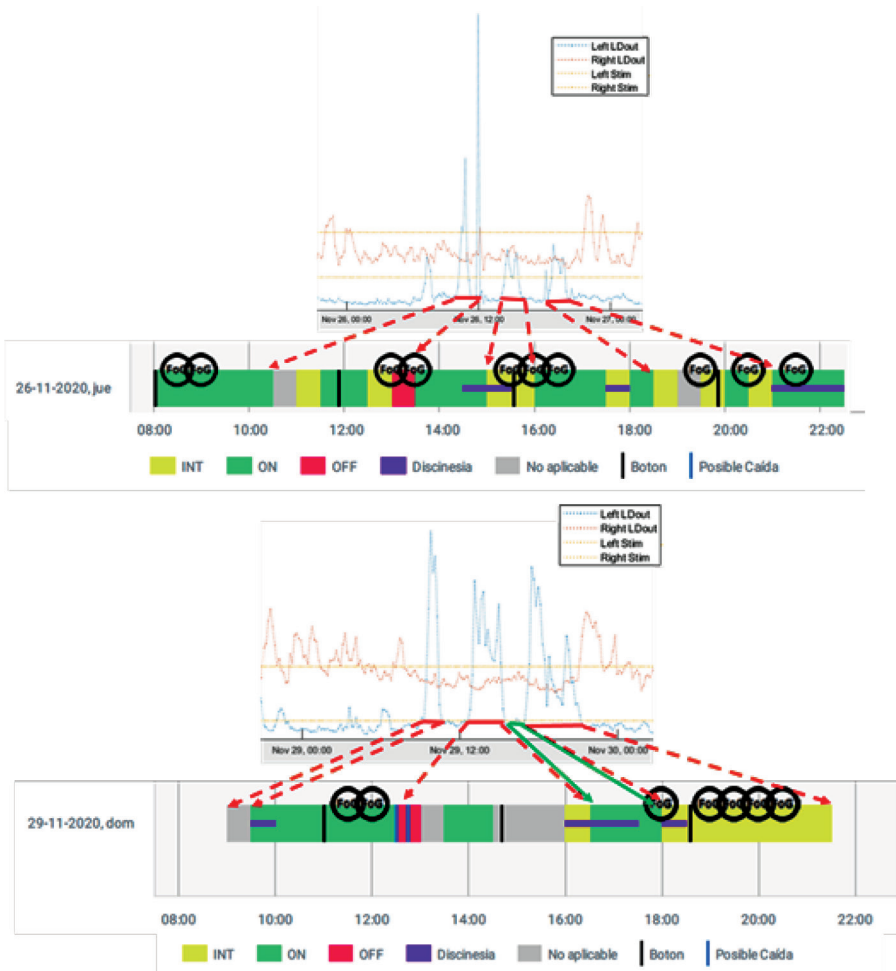 Left LDout
Right LDout
Left Stim
Right Stim
Nov 26, 00:00 Nov 26, 12:00 Nov 27, 00:00
FoG FoG FoG FoG FoG FoG FoG FoG FoG FoG
26-11-2020, jue
08:00 10:00 12:00 14:00 16:00 18:00 20:00 22:00
INT ON OFF Discinesia No aplicable Boton Posible Caída
Left LDout
Right LDout
Left Stim
Right Stim
Nov 29, 00:00 Nov 29, 12:00 Nov 30, 00:00
FoG FoG FoG FoG FoG FoG FoG
29-11-2020, dom
08:00 10:00 12:00 14:00 16:00 18:00 20:00 22:00
INT ON OFF Discinesia No aplicable Boton Posible Caída